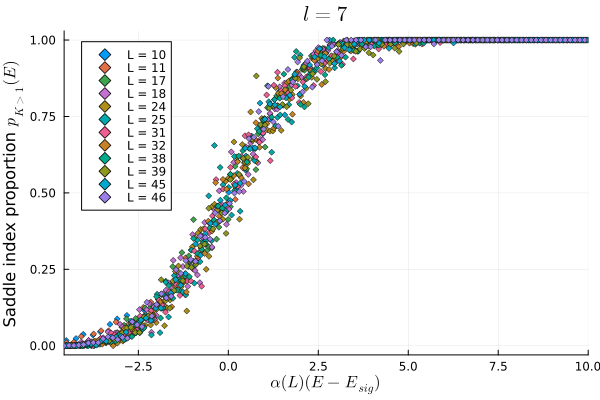 l = 7
Saddle index proportion p_{K>1}(E)
1.00
0.75
0.50
0.25
0.00
L = 10
L = 11
L = 17
L = 18
L = 24
L = 25
L = 31
L = 32
L = 38
L = 39
L = 45
L = 46
−2.5 0.0 2.5 5.0 7.5 10.0
α(L)(E − E_{sig})